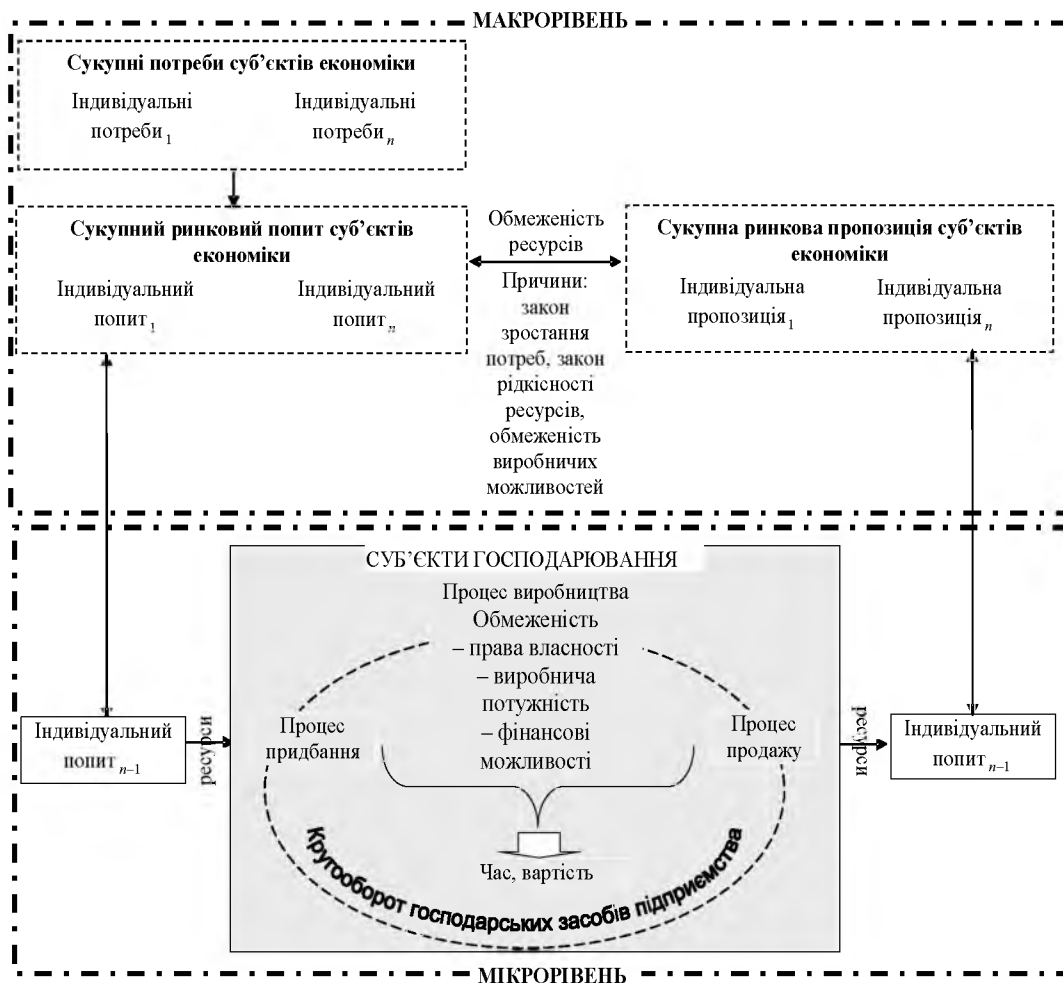 МАКРОРІВЕНЬ
Сукупні потреби суб’єктів економіки
Індивідуальні
потреби 1
Індивідуальні
потреби n
Сукупний ринковий попит суб’єктів
економіки
Індивідуальний
попит 1
Індивідуальний
попит n
Обмеженість
ресурсів
Причини:
закон
зростання
потреб, закон
рідкісності
ресурсів,
обмеженість
виробничих
можливостей
Сукупна ринкова пропозиція суб’єктів
економіки
Індивідуальна
пропозиція 1
Індивідуальна
пропозиція n
СУБ’ЄКТИ ГОСПОДАРЮВАННЯ
Процес виробництва
Обмеженість
– права власності
– виробнича
потужність
– фінансові
можливості
Індивідуальний
попит n–1
ресурси
Процес
придбання
Процес
продажу
ресурси
Індивідуальний
попит n–1
Час, вартість
Кругооборот господарських засобів підприємства
МІКРОРІВЕНЬ